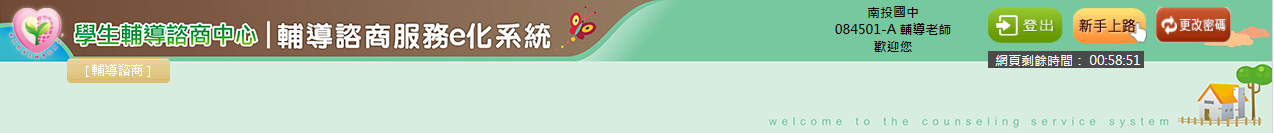 學生輔導諮商中心 | 輔導諮商服務e化系統
南投國中
084501-A 輔導老師
歡迎您
登出
新手上路
更改密碼
網頁剩餘時間： 00:58:51
[ 輔導諮商 ]
welcome to the counseling service system